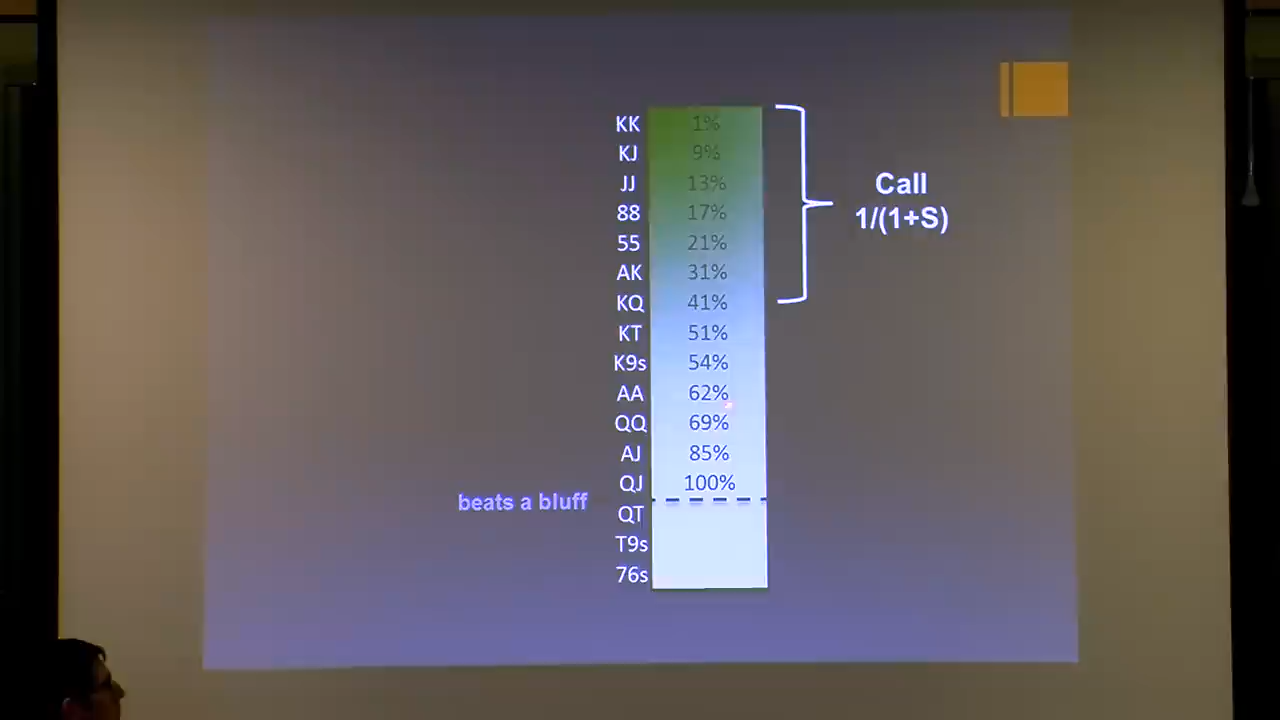 KK 1%
KJ 9%
JJ 13%
88 17%
55 21%
AK 31%
KQ 41%
KT 51%
K9s 54%
AA 62%
QQ 69%
AJ 85%
QJ 100%
QT
T9s
76s
Call
1/(1+S)
beats a bluff